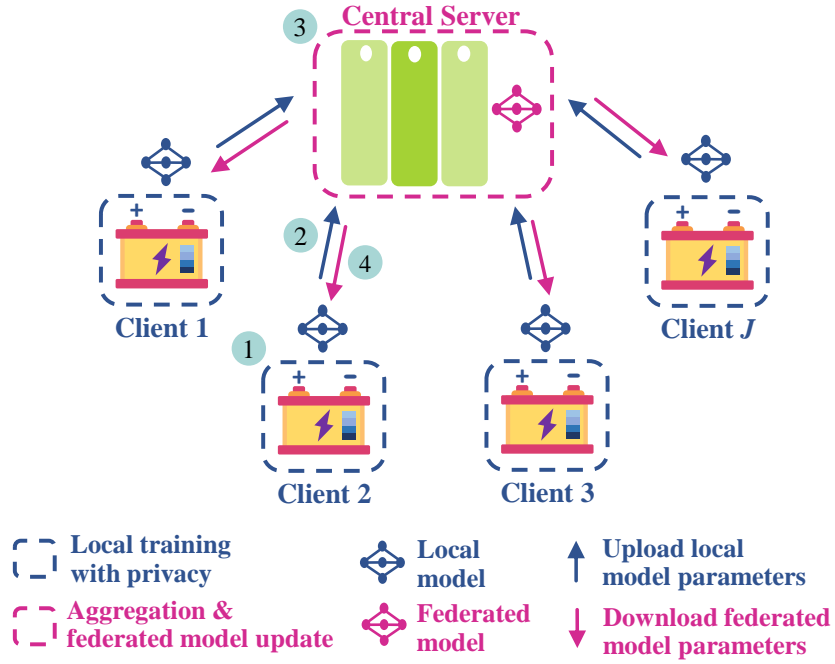 Central Server
3
+ −
Client 1
2
4
+ −
Client J
1
+ −
Client 2
+ −
Client 3
Local training
with privacy
Local
model
Upload local
model parameters
Aggregation &
federated model update
Federated
model
Download federated
model parameters